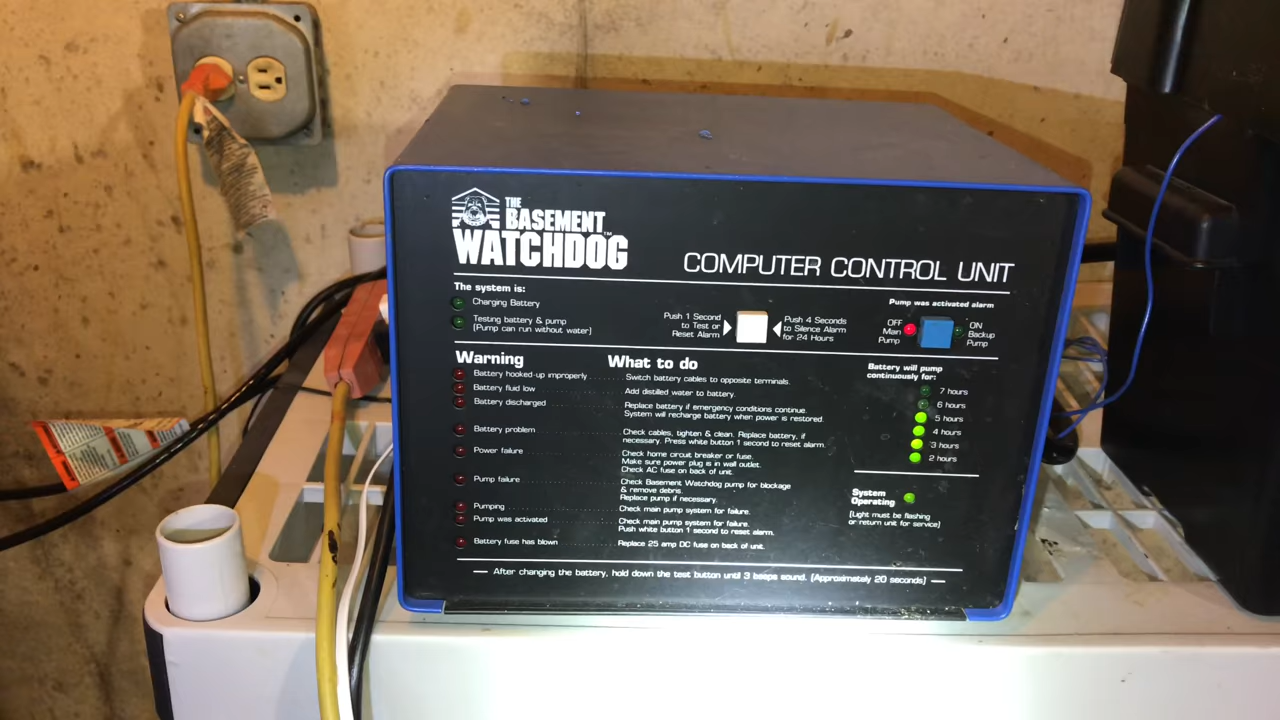 THE
BASEMENT
WATCHDOG™
COMPUTER CONTROL UNIT
The system is:
Charging Battery
Testing battery & pump
(Pump can run without water)
Push 1 Second
to Test or
Reset Alarm
Push 4 Seconds
to Silence Alarm
for 24 Hours
Pump was activated alarm
OFF
Main
Pump
ON
Backup
Pump
Warning What to do
Battery hooked-up improperly ........ Switch battery cables to opposite terminals.
Battery fluid low ........ Add distilled water to battery.
Battery discharged ........ Replace battery if emergency conditions continue.
System will recharge battery when power is restored.
Battery problem ........ Check cables, tighten & clean. Replace battery, if
necessary. Press white button 1 second to reset alarm.
Power failure ........ Check home circuit breaker or fuse.
Make sure power plug is in wall outlet.
Check AC fuse on back of unit.
Pump failure ........ Check Basement Watchdog pump for blockage
& remove debris.
Replace pump if necessary.
Pumping ........ Check main pump system for failure.
Pump was activated ........ Check main pump system for failure.
Push white button 1 second to reset alarm.
Battery fuse has blown ........ Replace 25 amp DC fuse on back of unit.
Battery will pump
continuously for:
7 hours
6 hours
5 hours
4 hours
3 hours
2 hours
System
Operating
(Light must be flashing
or return unit for service)
— After changing the battery, hold down the test button until 3 beeps sound. (Approximately 20 seconds) —